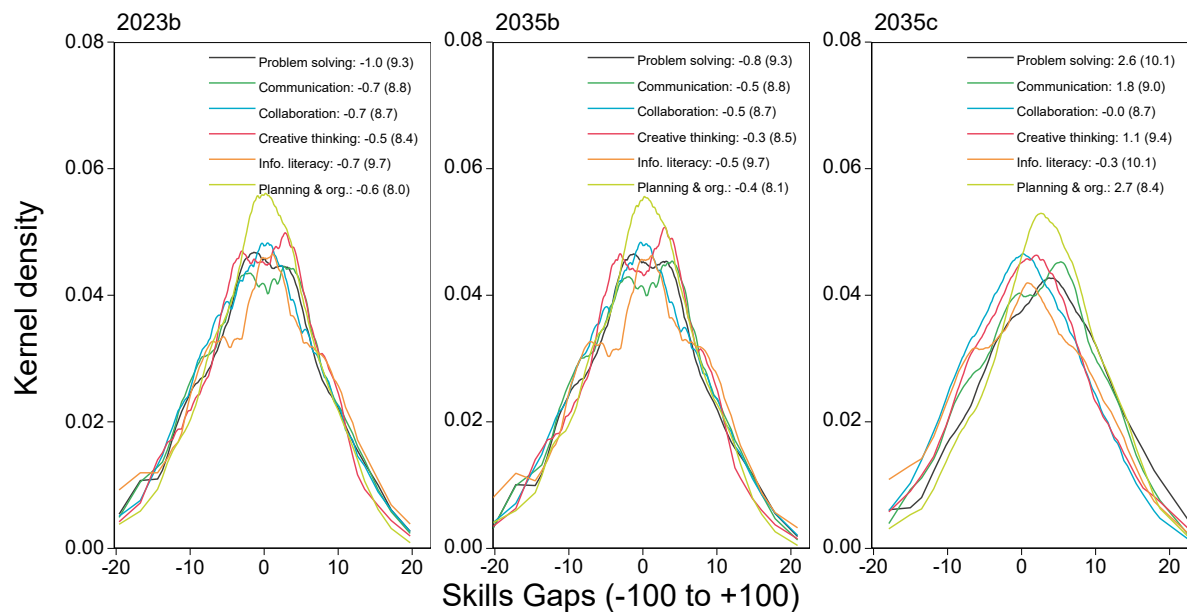 2023b
2035b
2035c
0.08
0.06
0.04
0.02
0.00
Kernel density
Problem solving: -1.0 (9.3)
Communication: -0.7 (8.8)
Collaboration: -0.7 (8.7)
Creative thinking: -0.5 (8.4)
Info. literacy: -0.7 (9.7)
Planning & org.: -0.6 (8.0)
-20 -10 0 10 20
0.08
0.06
0.04
0.02
0.00
Problem solving: -0.8 (9.3)
Communication: -0.5 (8.8)
Collaboration: -0.5 (8.7)
Creative thinking: -0.3 (8.5)
Info. literacy: -0.5 (9.7)
Planning & org.: -0.4 (8.1)
-20 -10 0 10 20
0.08
0.06
0.04
0.02
0.00
Problem solving: 2.6 (10.1)
Communication: 1.8 (9.0)
Collaboration: -0.0 (8.7)
Creative thinking: 1.1 (9.4)
Info. literacy: -0.3 (10.1)
Planning & org.: 2.7 (8.4)
-20 -10 0 10 20
Skills Gaps (-100 to +100)